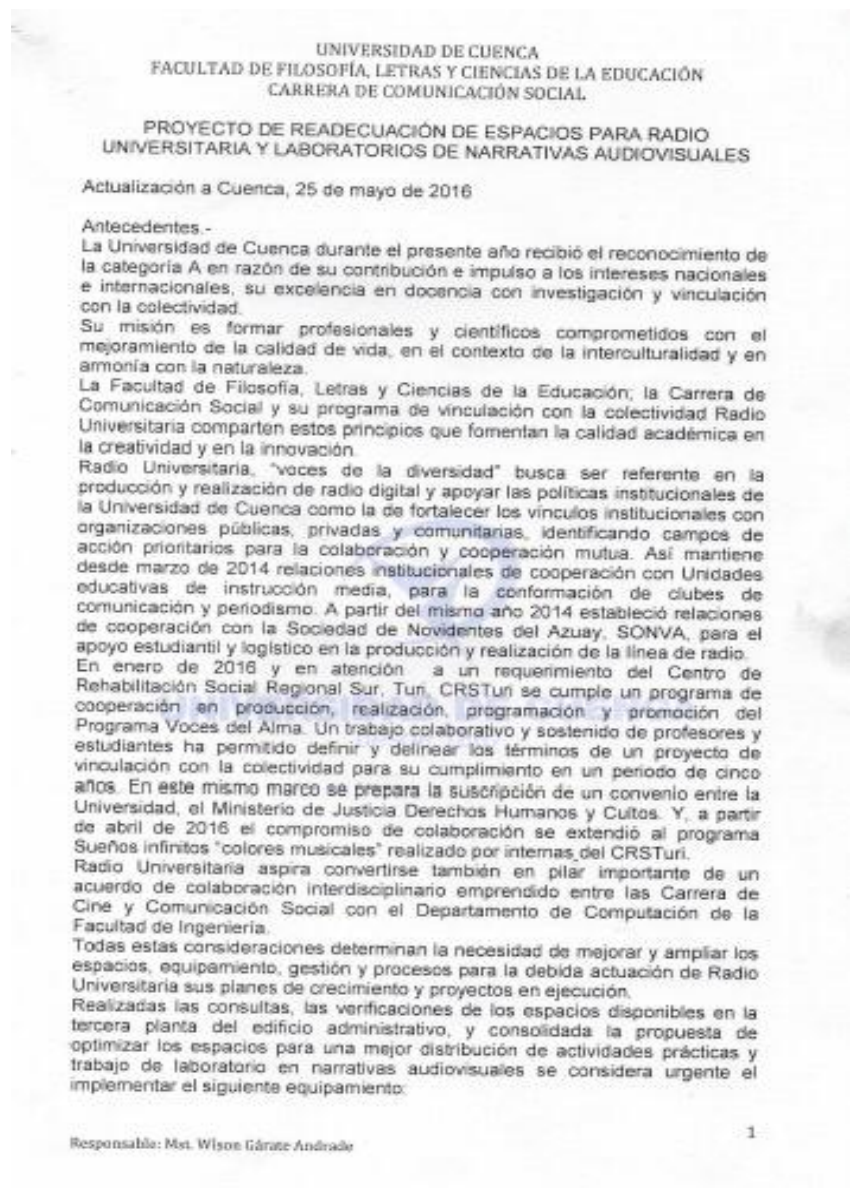 UNIVERSIDAD DE CUENCA
FACULTAD DE FILOSOFÍA, LETRAS Y CIENCIAS DE LA EDUCACIÓN
CARRERA DE COMUNICACIÓN SOCIAL
PROYECTO DE READECUACIÓN DE ESPACIOS PARA RADIO
UNIVERSITARIA Y LABORATORIOS DE NARRATIVAS AUDIOVISUALES
Actualización a Cuenca, 25 de mayo de 2016
Antecedentes.-
La Universidad de Cuenca durante el presente año recibió el reconocimiento de
la categoría A en razón de su contribución e impulso a los intereses nacionales
e internacionales, su excelencia en docencia con investigación y vinculación
con la colectividad.
Su misión es formar profesionales y científicos comprometidos con el
mejoramiento de la calidad de vida, en el contexto de la interculturalidad y en
armonía con la naturaleza.
La Facultad de Filosofía, Letras y Ciencias de la Educación; la Carrera de
Comunicación Social y su programa de vinculación con la colectividad Radio
Universitaria comparten estos principios que fomentan la calidad académica en
la creatividad y en la innovación.
Radio Universitaria, "voces de la diversidad" busca ser referente en la
producción y realización de radio digital y apoyar las políticas institucionales de
la Universidad de Cuenca como la de fortalecer los vínculos institucionales con
organizaciones públicas, privadas y comunitarias, identificando campos de
acción prioritarios para la colaboración y cooperación mutua. Así mantiene
desde marzo de 2014 relaciones institucionales de cooperación con Unidades
educativas de instrucción media, para la conformación de clubes de
comunicación y periodismo. A partir del mismo año 2014 estableció relaciones
de cooperación con la Sociedad de Novidentes del Azuay, SONVA, para el
apoyo estudiantil y logístico en la producción y realización de la línea de radio.
En enero de 2016 y en atención a un requerimiento del Centro de
Rehabilitación Social Regional Sur, Turi, CRSTuri se cumple un programa de
cooperación en producción, realización, programación y promoción del
Programa Voces del Alma. Un trabajo colaborativo y sostenido de profesores y
estudiantes ha permitido definir y delinear los términos de un proyecto de
vinculación con la colectividad para su cumplimiento en un periodo de cinco
años. En este mismo marco se prepara la suscripción de un convenio entre la
Universidad, el Ministerio de Justicia Derechos Humanos y Cultos. Y, a partir
de abril de 2016 el compromiso de colaboración se extendió al programa
Sueños infinitos "colores musicales" realizado por internas del CRSTuri.
Radio Universitaria aspira convertirse también en pilar importante de un
acuerdo de colaboración interdisciplinario emprendido entre las Carrera de
Cine y Comunicación Social con el Departamento de Computación de la
Facultad de Ingeniería.
Todas estas consideraciones determinan la necesidad de mejorar y ampliar los
espacios, equipamiento, gestión y procesos para la debida actuación de Radio
Universitaria sus planes de crecimiento y proyectos en ejecución.
Realizadas las consultas, las verificaciones de los espacios disponibles en la
tercera planta del edificio administrativo, y consolidada la propuesta de
optimizar los espacios para una mejor distribución de actividades prácticas y
trabajo de laboratorio en narrativas audiovisuales se considera urgente el
implementar el siguiente equipamiento:
1
Responsable: Mst. Wison Gárate Andrade